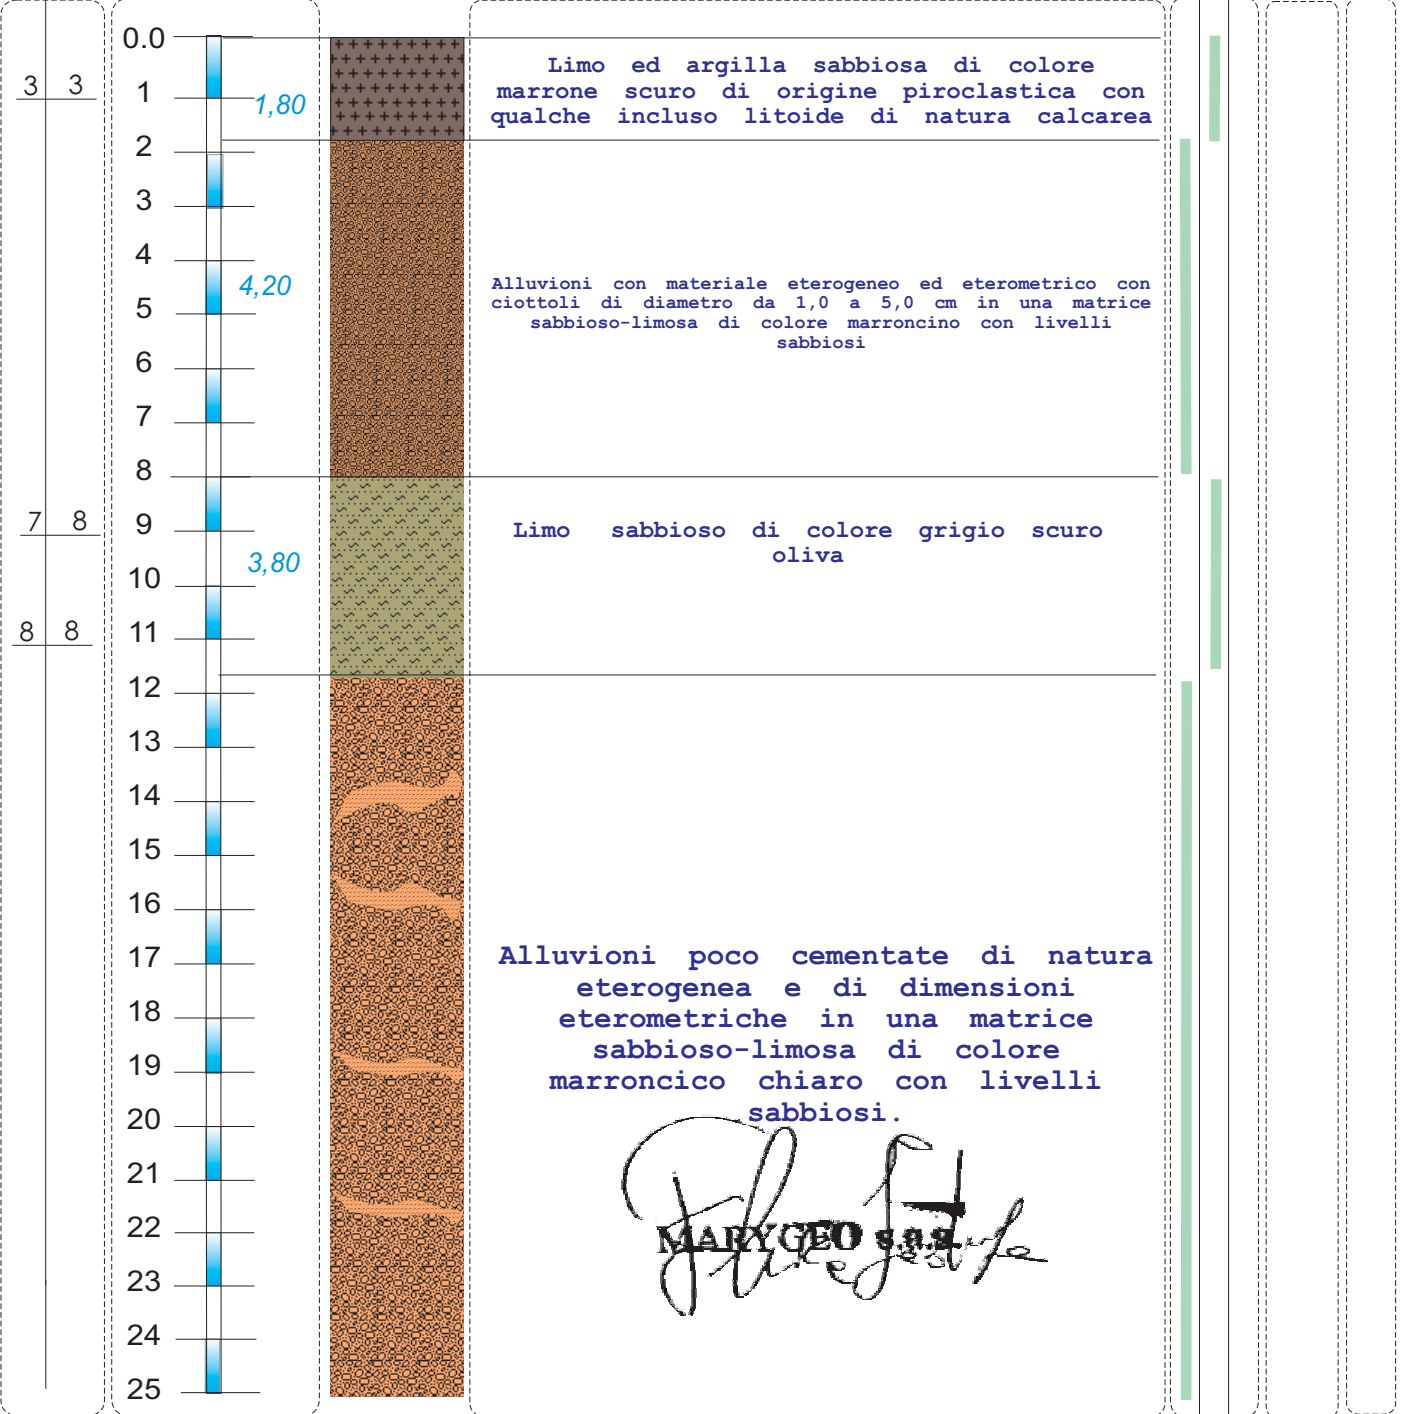 0.0
3 3
1
1,80
Limo ed argilla sabbiosa di colore
marrone scuro di origine piroclastica con
qualche incluso litoide di natura calcarea
2
3
4
4,20
5
Alluvioni con materiale eterogeneo ed eterometrico con
ciottoli di diametro da 1,0 a 5,0 cm in una matrice
sabbioso-limosa di colore marroncino con livelli
sabbiosi
6
7
8
7 8
9
3,80
Limo sabbioso di colore grigio scuro
oliva
10
8 8
11
12
13
14
15
16
17
Alluvioni poco cementate di natura
eterogenea e di dimensioni
eterometriche in una matrice
sabbioso-limosa di colore
marroncico chiaro con livelli
sabbiosi.
18
19
20
21
22
MARYGEO s.a.s.
23
24
25